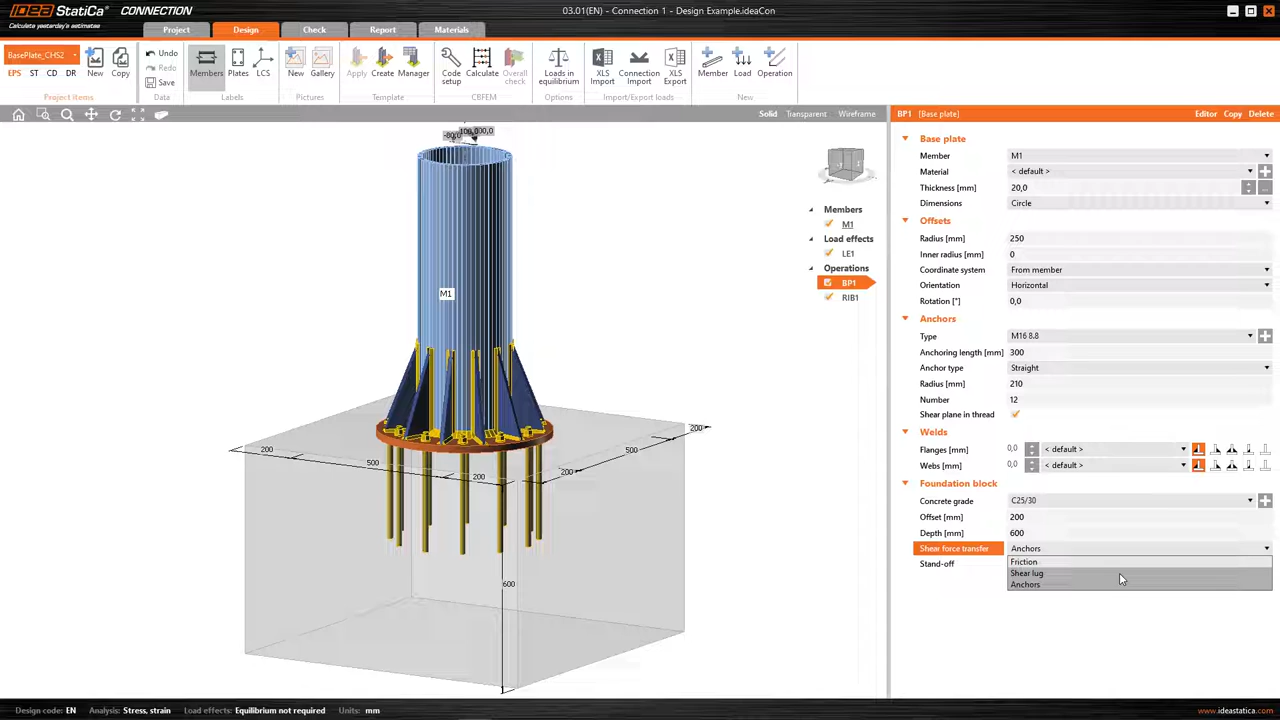 IDEA StatiCa® CONNECTION
Calculate yesterday's estimates
03.01(EN) - Connection 1 - Design Example.ideaCon
Project Design Check Report Materials
BasePlate_CHS2
EPS ST CD DR
New Copy
Project Items
Undo
Redo
Save
Data
Members Plates LCS
Labels
New Gallery
Pictures
Apply Create Manager
Template
Code setup Calculate Overall check
CBFEM
Loads in equilibrium
Options
XLS Import Connection Import XLS Export
Import/Export loads
Member Load Operation
New
Solid Transparent Wireframe
M1
200
500
200
200
500
200
584
600
Members
M1
Load effects
LE1
Operations
BP1
RIB1
BP1 [Base plate] Editor Copy Delete
Base plate
Member M1
Material < default >
Thickness [mm] 20,0
Dimensions Circle
Offsets
Radius [mm] 250
Inner radius [mm] 0
Coordinate system From member
Orientation Horizontal
Rotation [°] 0,0
Anchors
Type M16 8.8
Anchoring length [mm] 300
Anchor type Straight
Radius [mm] 210
Number 12
Shear plane in thread
Welds
Flanges [mm] 0,0 < default >
Webs [mm] 0,0 < default >
Foundation block
Concrete grade C25/30
Offset [mm] 200
Depth [mm] 600
Shear force transfer Anchors
Stand-off Friction
Shear lug
Anchors
Design code: EN Analysis: Stress, strain Load effects: Equilibrium not required Units: mm
www.ideastatica.com